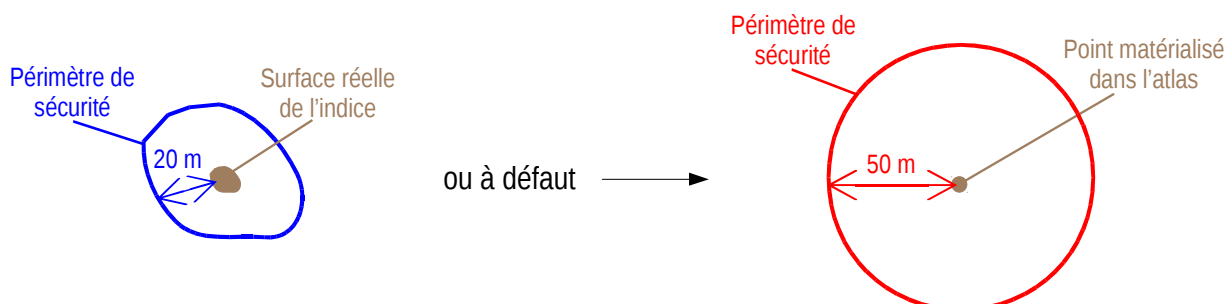 Périmètre de
sécurité
Surface réelle
de l'indice
20 m
ou à défaut
Périmètre de
sécurité
Point matérialisé
dans l'atlas
50 m